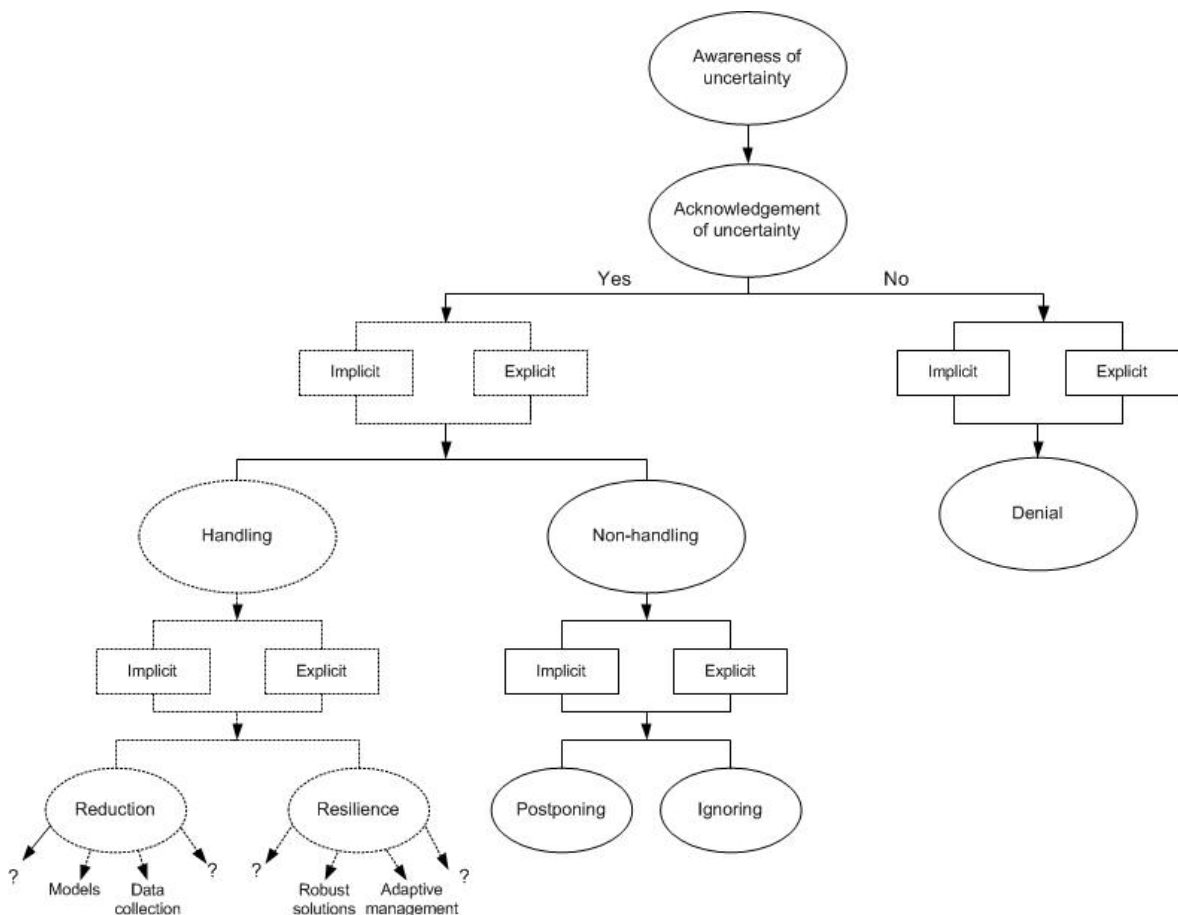 Awareness of
uncertainty
Acknowledgement
of uncertainty
Yes
No
Implicit
Explicit
Implicit
Explicit
Handling
Non-handling
Denial
Implicit
Explicit
Implicit
Explicit
Reduction
Resilience
Postponing
Ignoring
?
Models
Data
collection
?
?
Robust
solutions
Adaptive
management
?